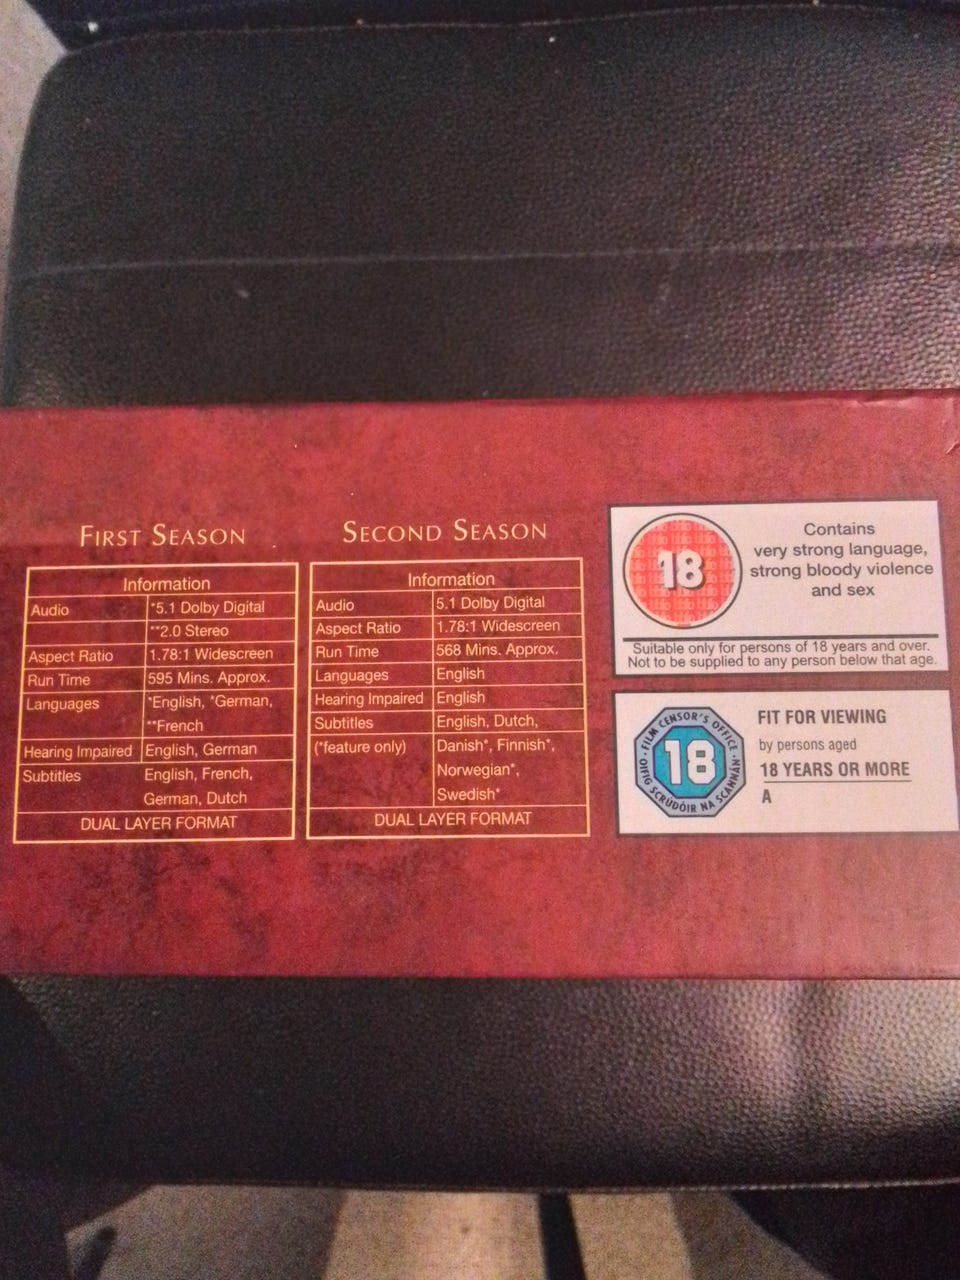 FIRST SEASON
Information
Audio *5.1 Dolby Digital
**2.0 Stereo
Aspect Ratio 1.78:1 Widescreen
Run Time 595 Mins. Approx.
Languages *English, *German,
**French
Hearing Impaired English, German
Subtitles English, French,
German, Dutch
DUAL LAYER FORMAT
SECOND SEASON
Information
Audio 5.1 Dolby Digital
Aspect Ratio 1.78:1 Widescreen
Run Time 568 Mins. Approx.
Languages English
Hearing Impaired English
Subtitles English, Dutch,
(*feature only) Danish*, Finnish*,
Norwegian*,
Swedish*
DUAL LAYER FORMAT
18
Contains
very strong language,
strong bloody violence
and sex
Suitable only for persons of 18 years and over.
Not to be supplied to any person below that age.
· FILM CENSOR'S OFFICE ·
18
OIFIG SCRÚDÓIR NA SCANNÁN
FIT FOR VIEWING
by persons aged
18 YEARS OR MORE
A